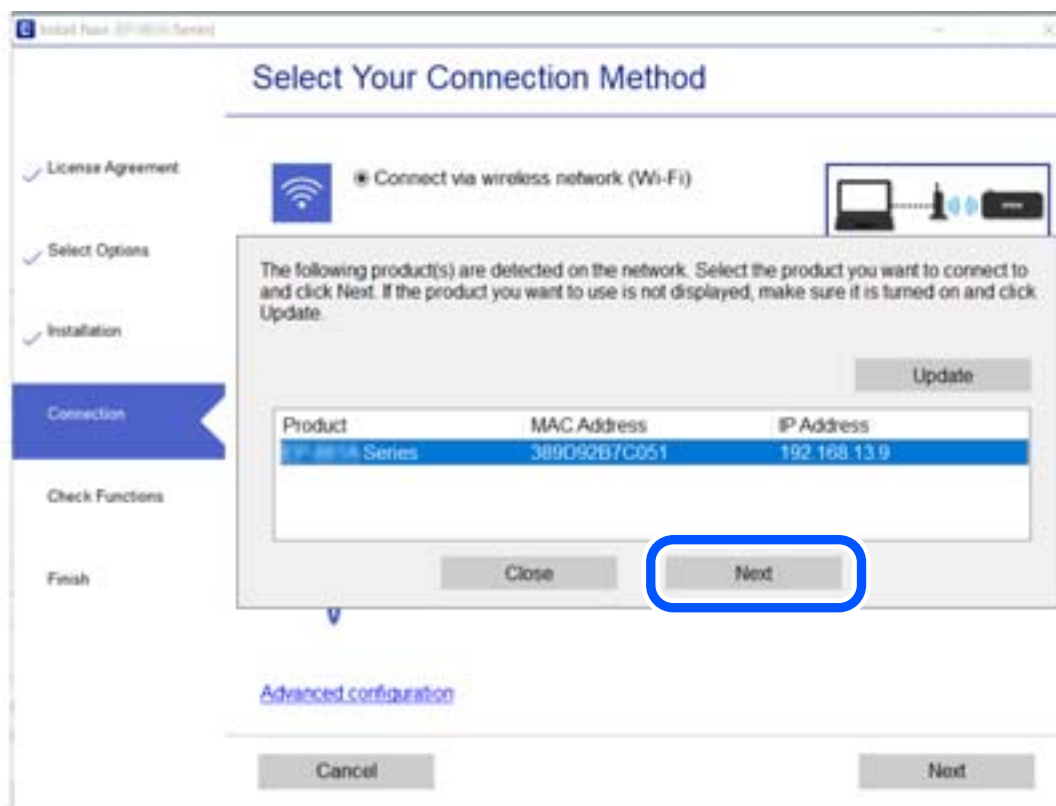 Install Your Series
Select Your Connection Method
License Agreement
Select Options
Installation
Connection
Check Functions
Finish
Connect via wireless network (Wi-Fi)
The following product(s) are detected on the network. Select the product you want to connect to
and click Next. If the product you want to use is not displayed, make sure it is turned on and click
Update.
Update
Product MAC Address IP Address
Series 389D92B7C051 192.168.13.9
Close Next
Advanced configuration
Cancel Next